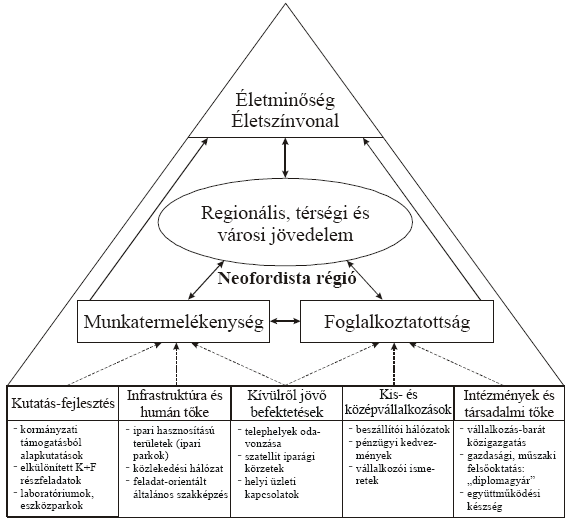 Életminőség
Életszínvonal
Regionális, térségi és
városi jövedelem
Neofordista régió
Munkatermelékenység
Foglalkoztatottság
Kutatás-fejlesztés
- kormányzati
támogatásból
alapkutatások
- elkülönített K+F
részfeladatok
- laboratóriumok,
eszközparkok
Infrastruktúra és
humán tőke
- ipari hasznosítású
területek (ipari
parkok)
- közlekedési hálózat
- feladat-orientált
általános szakképzés
Kívülről jövő
befektetések
- telephelyek oda-
vonzása
- szatellit iparági
körzetek
- helyi üzleti
kapcsolatok
Kis- és
középvállalkozások
- beszállítói hálózatok
- pénzügyi kedvez-
mények
- vállalkozói isme-
retek
Intézmények és
társadalmi tőke
- vállalkozás-barát
közigazgatás
- gazdasági, műszaki
felsőoktatás:
„diplomagyár”
- együttműködési
készség